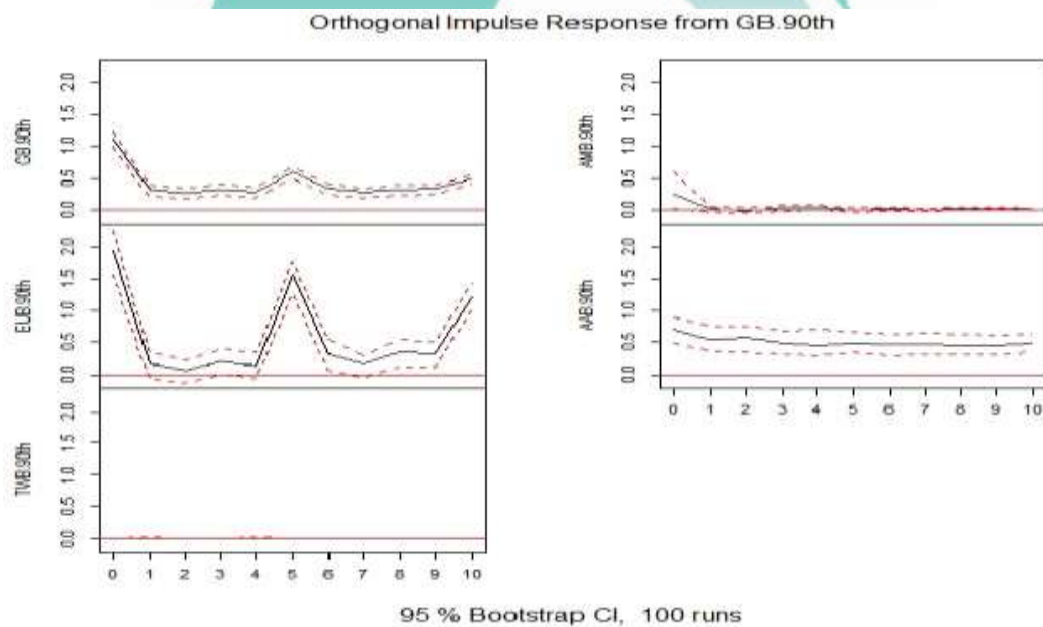 Orthogonal Impulse Response from GB.90th
GB.90th
0.0 0.5 1.0 1.5 2.0
EUB.90th
0.0 0.5 1.0 1.5 2.0
TWB.90th
0.0 0.5 1.0 1.5 2.0
0 1 2 3 4 5 6 7 8 9 10
AMB.90th
0.0 0.5 1.0 1.5 2.0
AAB.90th
0.0 0.5 1.0 1.5 2.0
0 1 2 3 4 5 6 7 8 9 10
95 % Bootstrap CI, 100 runs